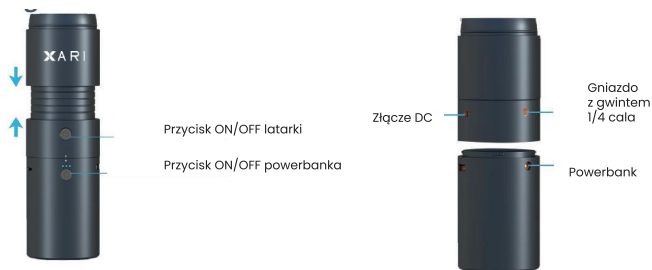 XARI
Przycisk ON/OFF latarki
Przycisk ON/OFF powerbanka
Złącze DC
Gniazdo
z gwintem
1/4 cala
Powerbank